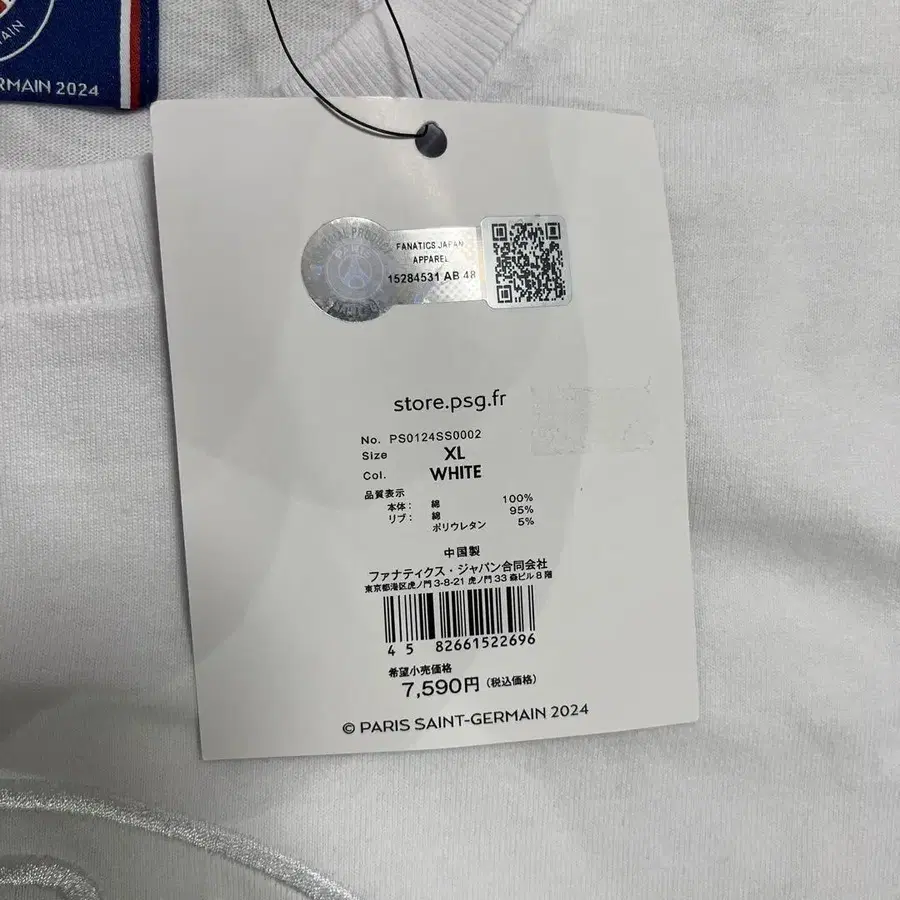 MAIN
RMAIN 2024
FANATICS JAPAN
APPAREL
15284531 AB 48
store.psg.fr
No. PS0124SS0002
Size XL
Col. WHITE
品質表示
本体: 綿 100%
リブ: 綿 95%
ポリウレタン 5%
中国製
ファナティクス・ジャパン合同会社
東京都港区虎ノ門3-8-21 虎ノ門33森ビル8階
45 82661522696
希望小売価格
7,590円(税込価格)
© PARIS SAINT-GERMAIN 2024